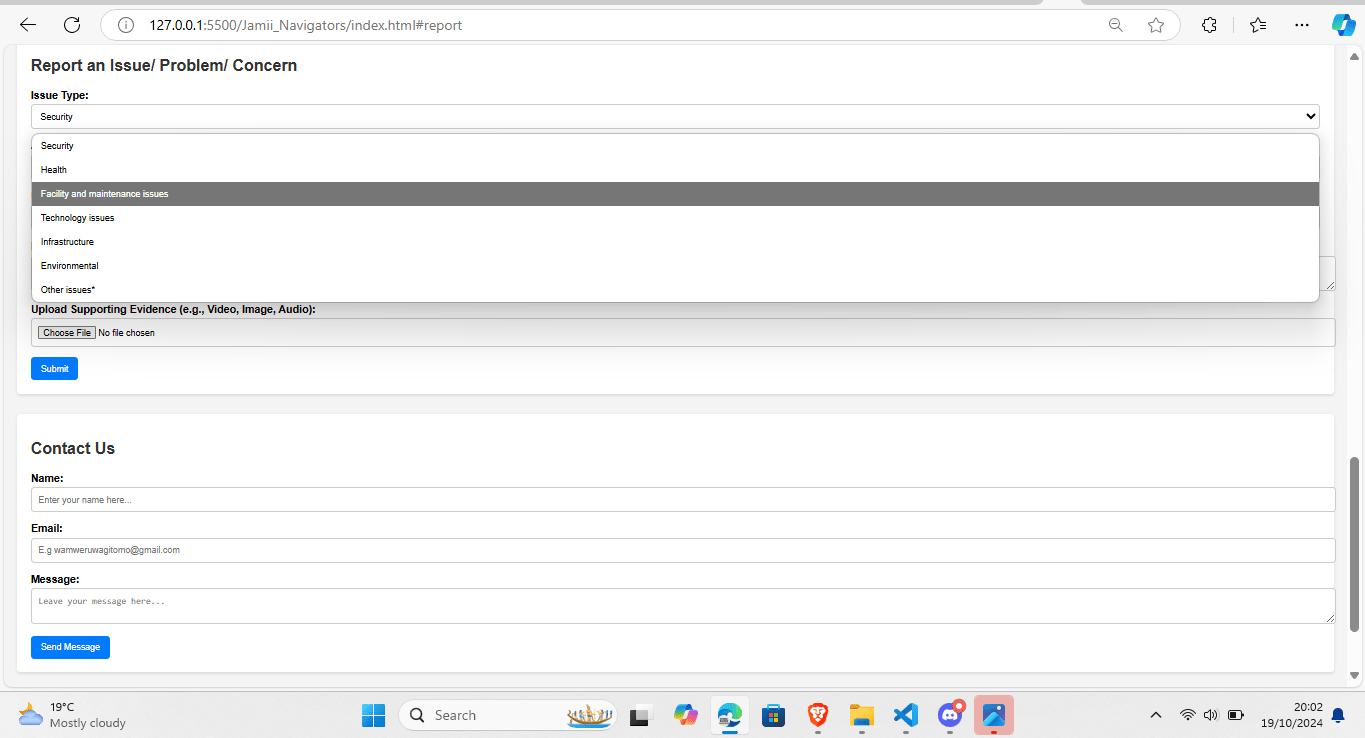 127.0.0.1:5500/Jamii_Navigators/index.html#report
Report an Issue/ Problem/ Concern
Issue Type:
Security
Security
Health
Facility and maintenance issues
Technology issues
Infrastructure
Environmental
Other issues*
Upload Supporting Evidence (e.g., Video, Image, Audio):
Choose File No file chosen
Submit
Contact Us
Name:
Enter your name here...
Email:
E.g wamweruwagitomo@gmail.com
Message:
Leave your message here...
Send Message
19°C
Mostly cloudy
Search
20:02
19/10/2024